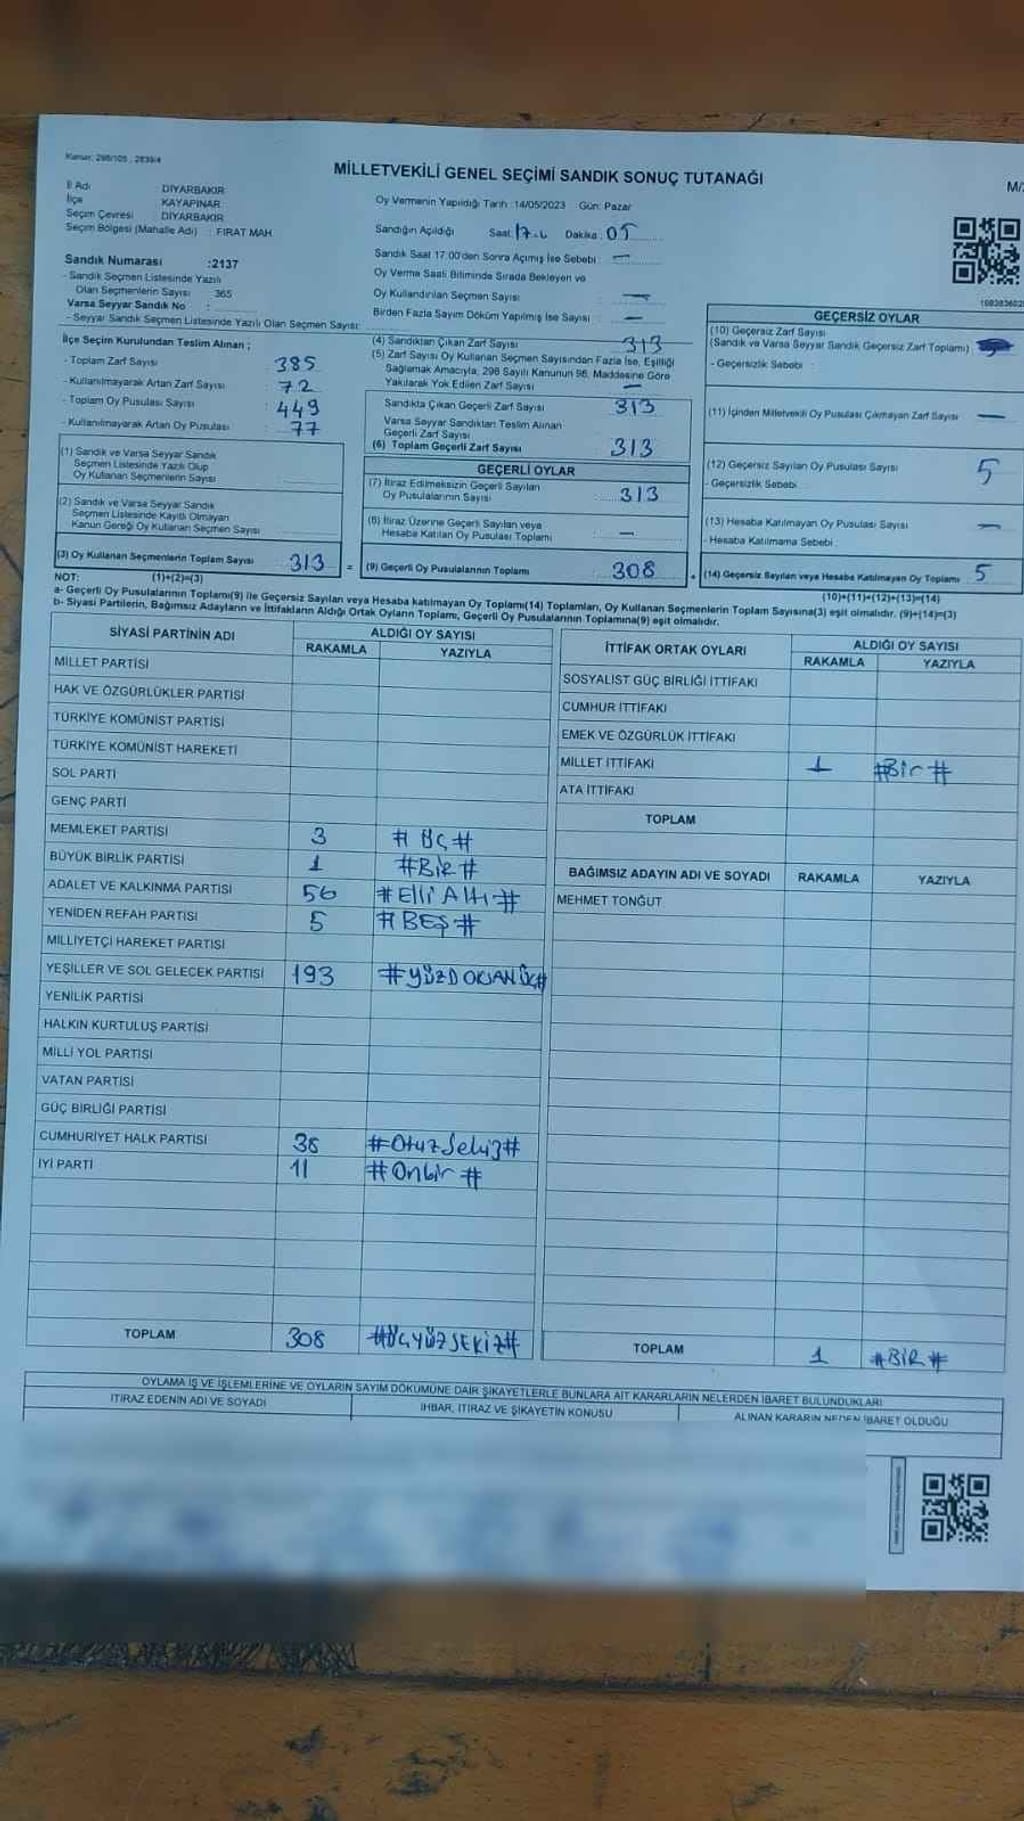 Kanun: 298/105 , 2839/4
MİLLETVEKİLİ GENEL SEÇİMİ SANDIK SONUÇ TUTANAĞI
İl Adı : DİYARBAKIR
İlçe : KAYAPINAR
Seçim Çevresi : DİYARBAKIR
Seçim Bölgesi (Mahalle Adı) : FIRAT MAH.
Sandık Numarası :2137
- Sandık Seçmen Listesinde Yazılı
Olan Seçmenlerin Sayısı 365
Varsa Seyyar Sandık No :
- Seyyar Sandık Seçmen Listesinde Yazılı Olan Seçmen Sayısı:
Oy Vermenin Yapıldığı Tarih :14/05/2023 Gün: Pazar
Sandığın Açıldığı Saat: Dakika: 05
Sandık Saat 17.00'den Sonra Açılmış İse Sebebi : —
Oy Verme Saati Bitiminde Sırada Bekleyen ve
Oy Kullandırılan Seçmen Sayısı : —
Birden Fazla Sayım Döküm Yapılmış İse Sayısı : —
İlçe Seçim Kurulundan Teslim Alınan ;
- Toplam Zarf Sayısı : 385
- Kullanılmayarak Artan Zarf Sayısı : 72
- Toplam Oy Pusulası Sayısı : 449
- Kullanılmayarak Artan Oy Pusulası : 77
(1) Sandık ve Varsa Seyyar Sandık
Seçmen Listesinde Yazılı Olup
Oy Kullanan Seçmenlerin Sayısı :
(2) Sandık ve Varsa Seyyar Sandık
Seçmen Listesinde Kayıtlı Olmayan
Kanun Gereği Oy Kullanan Seçmen Sayısı :
(3) Oy Kullanan Seçmenlerin Toplam Sayısı : 313 =
(1)+(2)=(3)
(4) Sandıktan Çıkan Zarf Sayısı : 313
(5) Zarf Sayısı Oy Kullanan Seçmen Sayısından Fazla İse, Eşitliği
Sağlamak Amacıyla, 298 Sayılı Kanunun 98. Maddesine Göre
Yakılarak Yok Edilen Zarf Sayısı : —
Sandıkta Çıkan Geçerli Zarf Sayısı : 313
Varsa Seyyar Sandıktan Teslim Alınan
Geçerli Zarf Sayısı :
(6) Toplam Geçerli Zarf Sayısı : 313
GEÇERLİ OYLAR
(7) İtiraz Edilmeksizin Geçerli Sayılan
Oy Pusulalarının Sayısı : 313
(8) İtiraz Üzerine Geçerli Sayılan veya
Hesaba Katılan Oy Pusulası Toplamı : —
(9) Geçerli Oy Pusulalarının Toplamı : 308 +
GEÇERSİZ OYLAR
(10) Geçersiz Zarf Sayısı
(Sandık ve Varsa Seyyar Sandık Geçersiz Zarf Toplamı) :
- Geçersizlik Sebebi :
(11) İçinden Milletvekili Oy Pusulası Çıkmayan Zarf Sayısı : —
(12) Geçersiz Sayılan Oy Pusulası Sayısı : 5
- Geçersizlik Sebebi :
(13) Hesaba Katılmayan Oy Pusulası Sayısı : —
- Hesaba Katılmama Sebebi :
(14) Geçersiz Sayılan veya Hesaba Katılmayan Oy Toplamı : 5
(10)+(11)+(12)+(13)=(14)
NOT:
a- Geçerli Oy Pusulalarının Toplamı(9) ile Geçersiz Sayılan veya Hesaba katılmayan Oy Toplamı(14) Toplamları, Oy Kullanan Seçmenlerin Toplam Sayısına(3) eşit olmalıdır. (9)+(14)=(3)
b- Siyasi Partilerin, Bağımsız Adayların ve İttifakların Aldığı Ortak Oyların Toplamı, Geçerli Oy Pusulalarının Toplamına(9) eşit olmalıdır.
SİYASİ PARTİNİN ADI ALDIĞI OY SAYISI
RAKAMLA YAZIYLA
MİLLET PARTİSİ
HAK VE ÖZGÜRLÜKLER PARTİSİ
TÜRKİYE KOMÜNİST PARTİSİ
TÜRKİYE KOMÜNİST HAREKETİ
SOL PARTİ
GENÇ PARTİ
MEMLEKET PARTİSİ 3 # ÜÇ #
BÜYÜK BİRLİK PARTİSİ 1 #BİR #
ADALET VE KALKINMA PARTİSİ 56 #Elli Altı #
YENİDEN REFAH PARTİSİ 5 # BEŞ #
MİLLİYETÇİ HAREKET PARTİSİ
YEŞİLLER VE SOL GELECEK PARTİSİ 193 #YÜZDOKSANÜÇ#
YENİLİK PARTİSİ
HALKIN KURTULUŞ PARTİSİ
MİLLİ YOL PARTİSİ
VATAN PARTİSİ
GÜÇ BİRLİĞİ PARTİSİ
CUMHURİYET HALK PARTİSİ 38 #Otuz Sekiz#
İYİ PARTİ 11 #Onbir #
TOPLAM 308 #ÜÇYÜZSEKİZ#
İTTİFAK ORTAK OYLARI ALDIĞI OY SAYISI
RAKAMLA YAZIYLA
SOSYALİST GÜÇ BİRLİĞİ İTTİFAKI
CUMHUR İTTİFAKI
EMEK VE ÖZGÜRLÜK İTTİFAKI
MİLLET İTTİFAKI 1 #Bir #
ATA İTTİFAKI
TOPLAM
BAĞIMSIZ ADAYIN ADI VE SOYADI RAKAMLA YAZIYLA
MEHMET TONĞUT
TOPLAM 1 #BİR #
OYLAMA İŞ VE İŞLEMLERİNE VE OYLARIN SAYIM DÖKÜMÜNE DAİR ŞİKAYETLERLE BUNLARA AİT KARARLARIN NELERDEN İBARET BULUNDUKLARI
İTİRAZ EDENİN ADI VE SOYADI İHBAR, İTİRAZ VE ŞİKAYETİN KONUSU ALINAN KARARIN NEDEN İBARET OLDUĞU